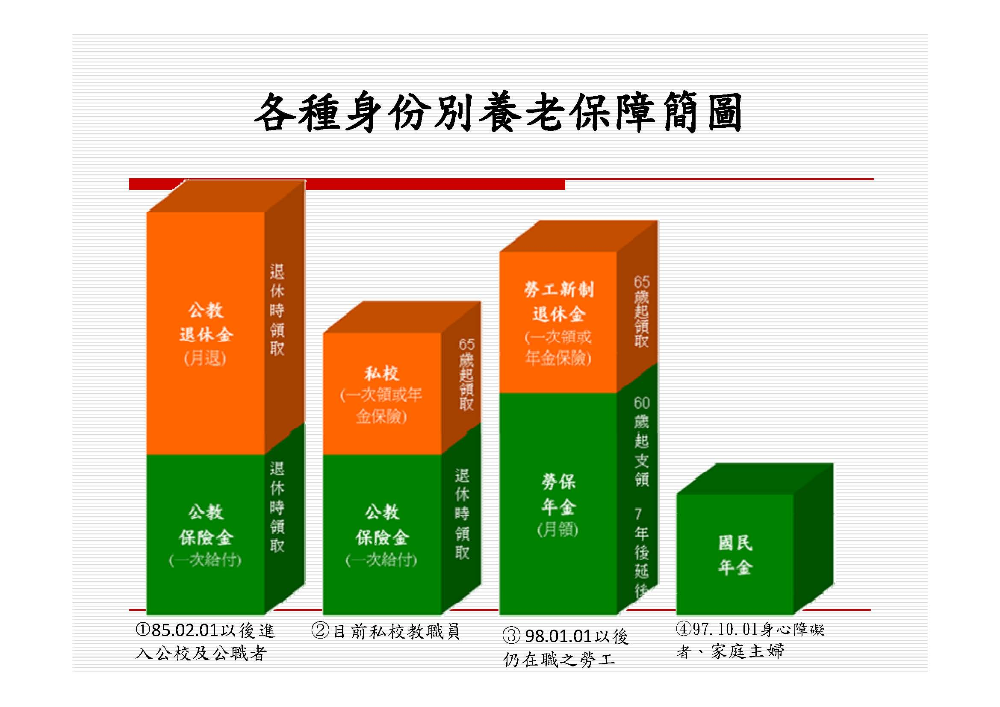 各種身份別養老保障簡圖
公教
退休金
(月退)
退休時領取
公教
保險金
(一次給付)
退休時領取
私校
(一次領或年
金保險)
65歲起領取
公教
保險金
(一次給付)
退休時領取
勞工新制
退休金
(一次領或
年金保險)
65歲起領取
勞保
年金
(月領)
60歲起支領 7年後延後
國民
年金
①85.02.01以後進
入公校及公職者
②目前私校教職員
③ 98.01.01以後
仍在職之勞工
④97.10.01身心障礙
者、家庭主婦